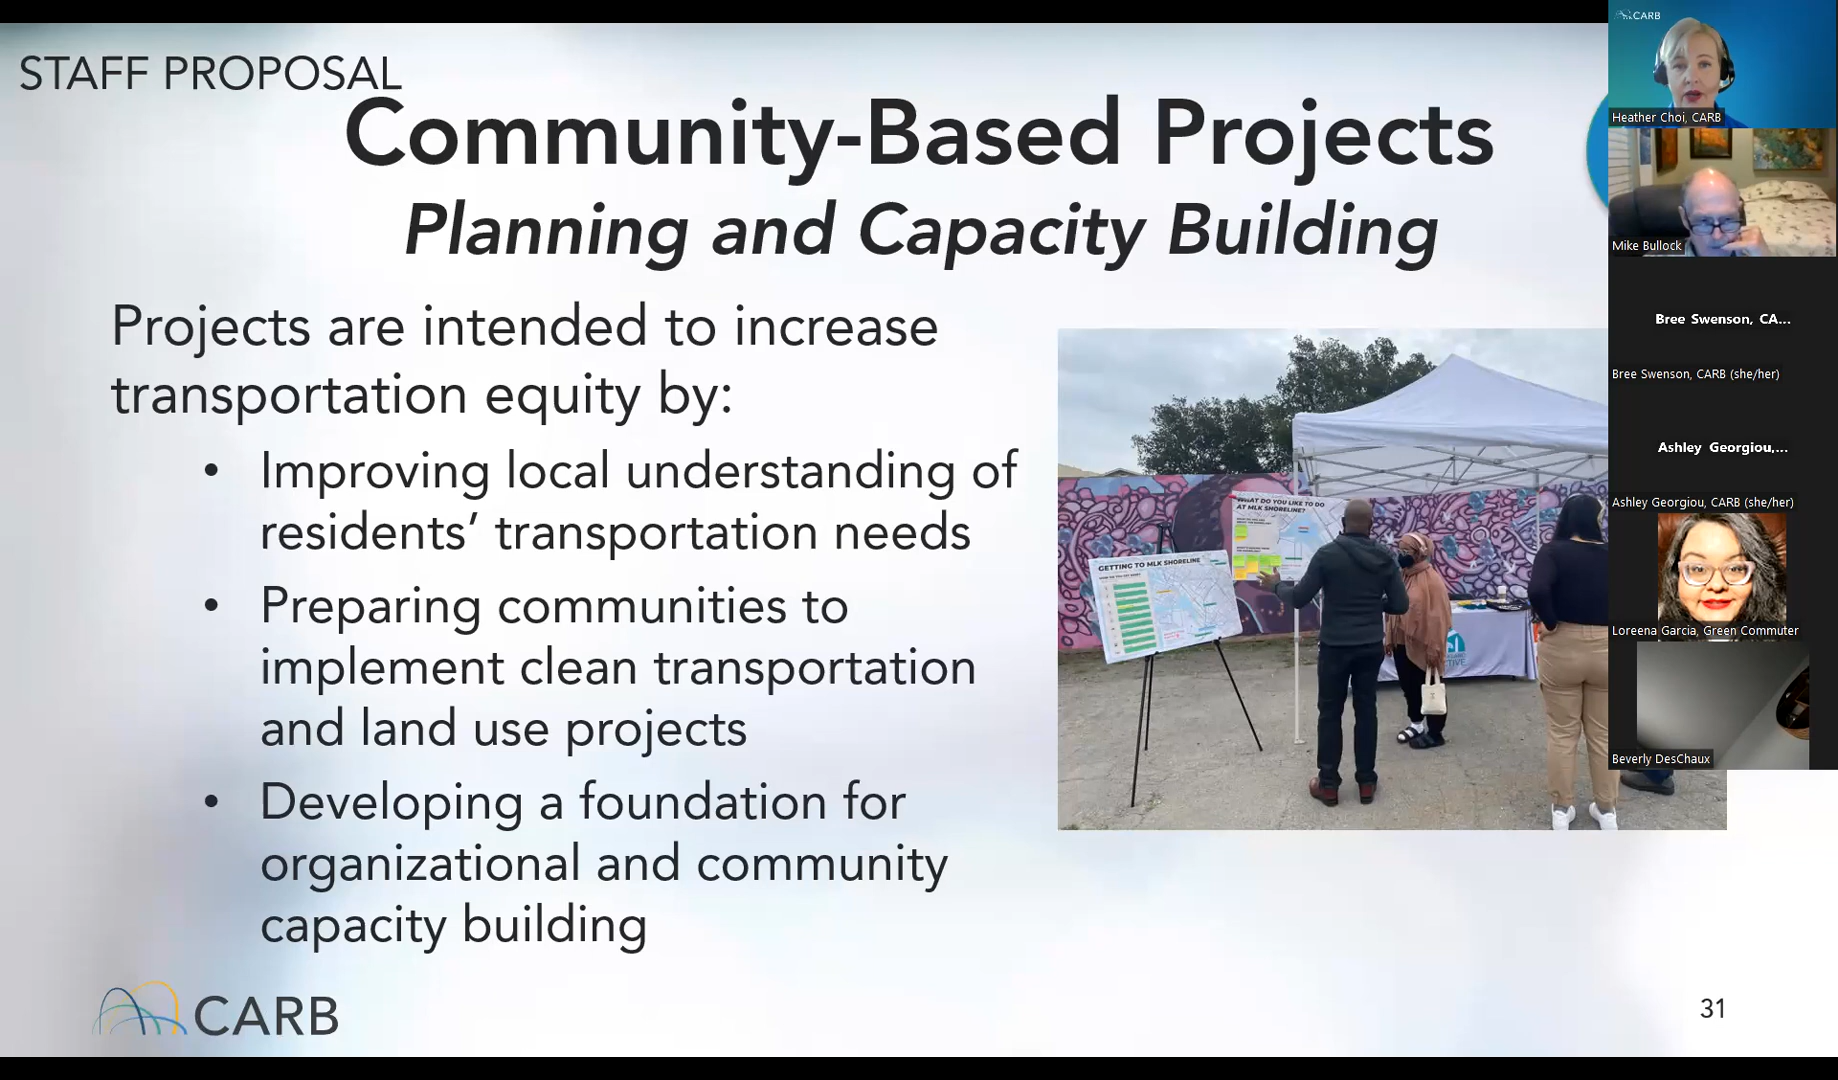 STAFF PROPOSAL
Community-Based Projects
Planning and Capacity Building
Projects are intended to increase
transportation equity by:
• Improving local understanding of
residents’ transportation needs
• Preparing communities to
implement clean transportation
and land use projects
• Developing a foundation for
organizational and community
capacity building
WHAT DO YOU LIKE TO DO
AT MLK SHORELINE?
GETTING TO MLK SHORELINE
CARB
31
CARB
Heather Choi, CARB
Mike Bullock
Bree Swenson, CA...
Bree Swenson, CARB (she/her)
Ashley Georgiou,...
Ashley Georgiou, CARB (she/her)
Loreena Garcia, Green Commuter
Beverly DesChaux